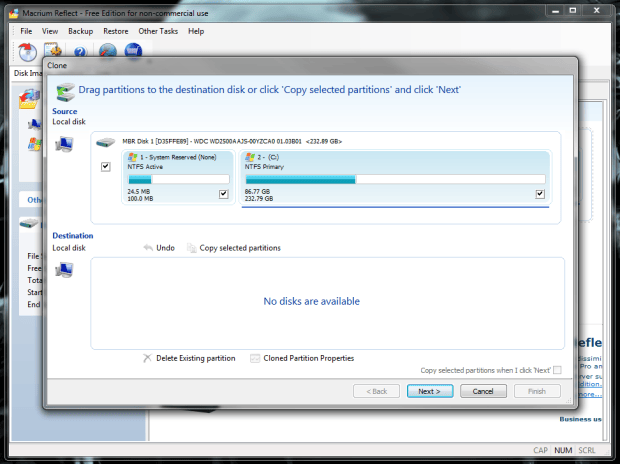 Macrium Reflect - Free Edition for non-commercial use
File View Backup Restore Other Tasks Help
Disk Ima
Clone
Drag partitions to the destination disk or click 'Copy selected partitions' and click 'Next'
Source
Local disk
MBR Disk 1 [D35FFE89] - WDC WD2500AAJS-00YZCA0 01.03B01 <232.89 GB>
1 - System Reserved (None)
NTFS Active
24.5 MB
100.0 MB
2 - (C:)
NTFS Primary
86.77 GB
232.79 GB
Othe
File S
Free
Total
Start
End
Destination
Local disk
Undo Copy selected partitions
No disks are available
Delete Existing partition Cloned Partition Properties
Copy selected partitions when I click 'Next'
< Back Next > Cancel Finish
efle
dissimi
Pro an
rver su
dition.
more...
Business us
CAP NUM SCRL